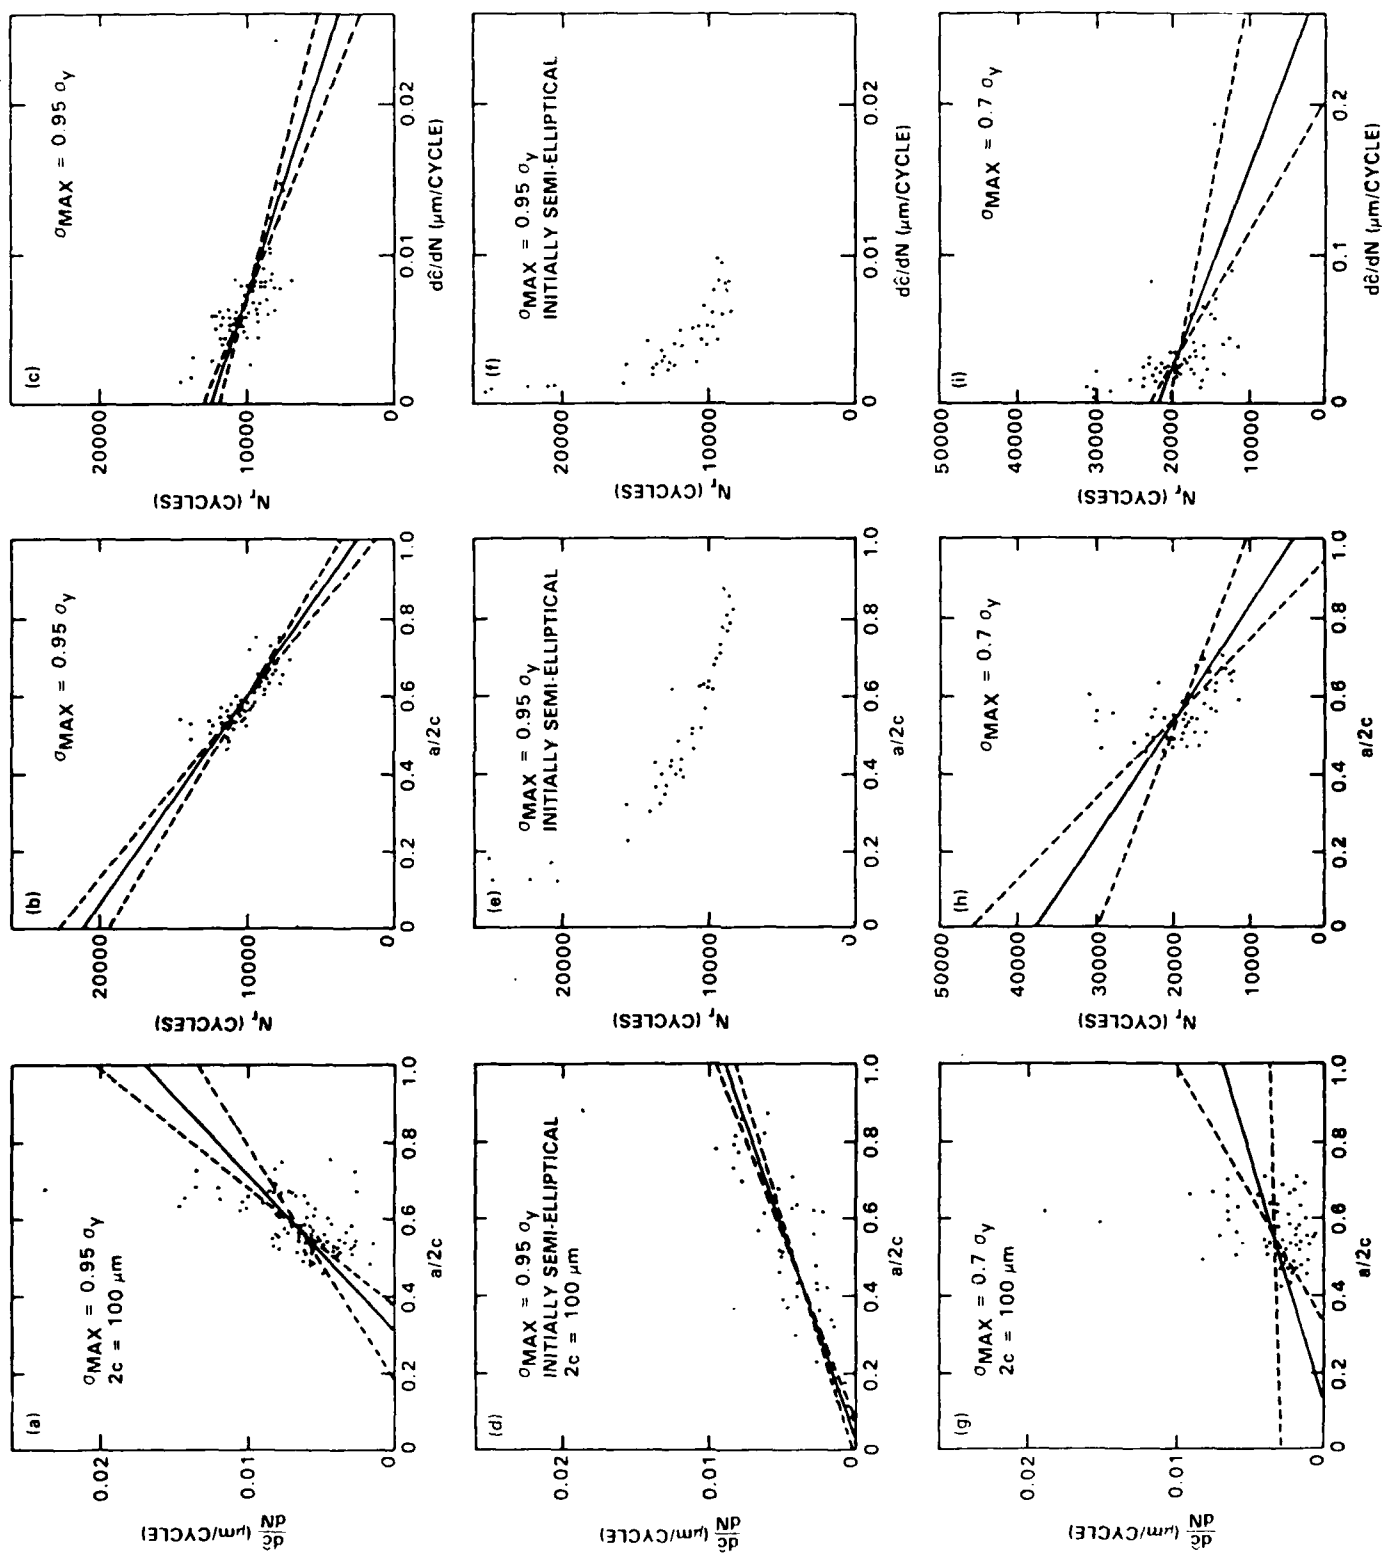 (a)
σMAX = 0.95 σy
2c = 100 μm
0.02
0.01
0
dĉ/dN (μm/CYCLE)
0.2
0.4
0.6
0.8
1.0
a/2c
(b)
σMAX = 0.95 σy
20000
10000
0
Nr (CYCLES)
0
0.2
0.4
0.6
0.8
1.0
a/2c
(c)
σMAX = 0.95 σy
20000
10000
0
Nr (CYCLES)
0
0.01
0.02
dĉ/dN (μm/CYCLE)
(d)
σMAX = 0.95 σy
INITIALLY SEMI-ELLIPTICAL
2c = 100 μm
0.02
0.01
0
dĉ/dN (μm/CYCLE)
0
0.2
0.4
0.6
0.8
1.0
a/2c
(e)
σMAX = 0.95 σy
INITIALLY SEMI-ELLIPTICAL
20000
10000
0
Nr (CYCLES)
0
0.2
0.4
0.6
0.8
1.0
a/2c
(f)
σMAX = 0.95 σy
INITIALLY SEMI-ELLIPTICAL
20000
10000
0
Nr (CYCLES)
0
0.01
0.02
dĉ/dN (μm/CYCLE)
(g)
σMAX = 0.7 σy
2c = 100 μm
0.02
0.01
0
dĉ/dN (μm/CYCLE)
0
0.2
0.4
0.6
0.8
1.0
a/2c
(h)
σMAX = 0.7 σy
50000
40000
30000
20000
10000
0
Nr (CYCLES)
0
0.2
0.4
0.6
0.8
1.0
a/2c
(i)
σMAX = 0.7 σy
50000
40000
30000
20000
10000
0
Nr (CYCLES)
0
0.1
0.2
dĉ/dN (μm/CYCLE)